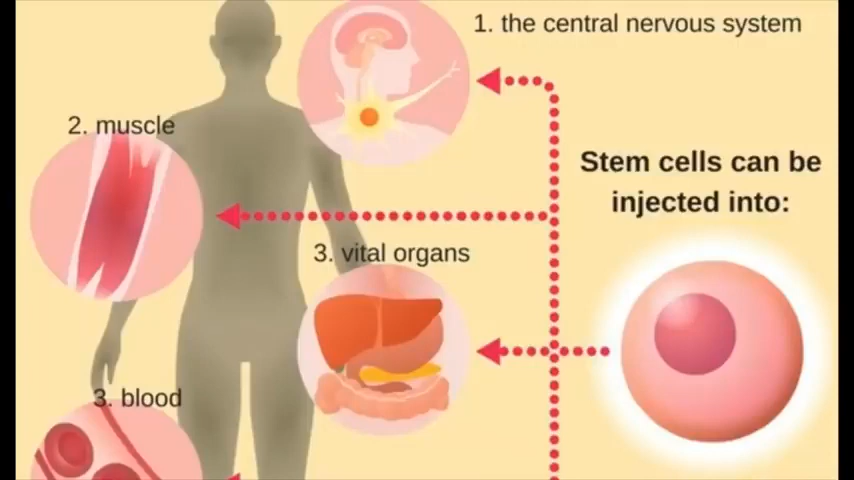 1. the central nervous system
2. muscle
Stem cells can be
injected into:
3. vital organs
3. blood